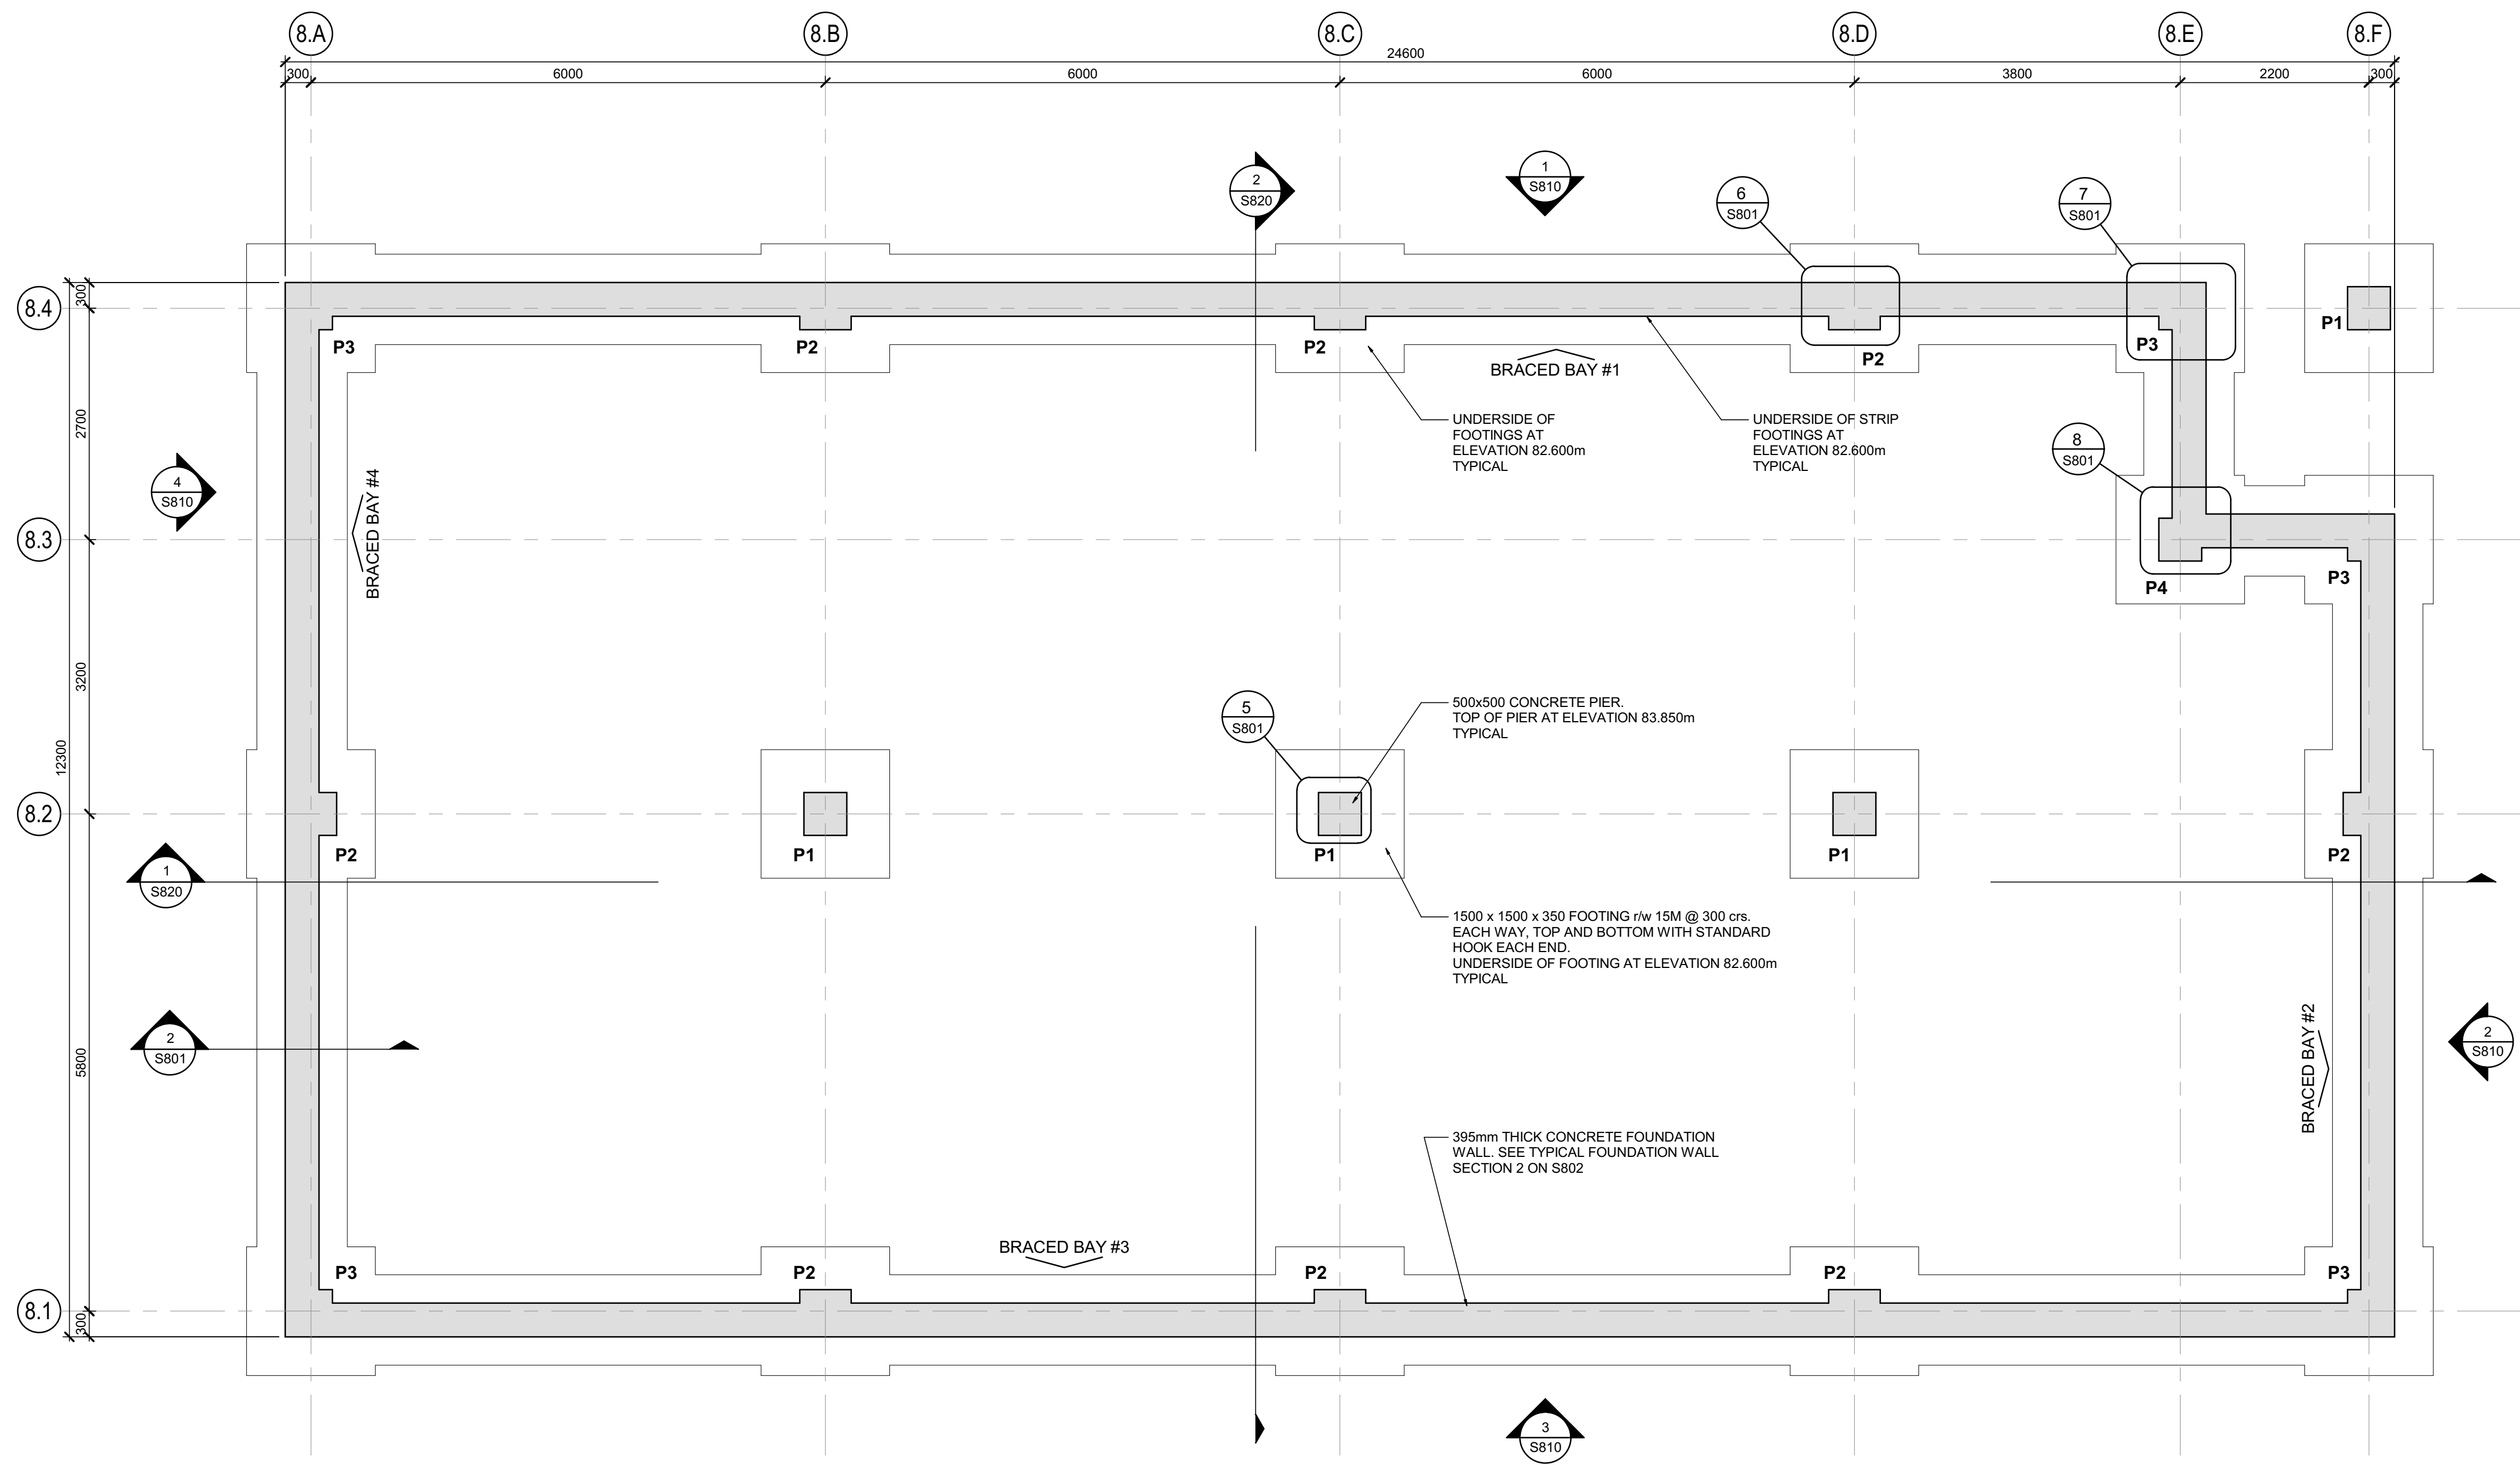 8.A
8.B
8.C
8.D
8.E
8.F
24600
300
6000
6000
6000
3800
2200
300
2
S820
1
S810
6
S801
7
S801
8.4
300
P3
P2
P2
P2
P3
P1
BRACED BAY #1
2700
UNDERSIDE OF
FOOTINGS AT
ELEVATION 82.600m
TYPICAL
UNDERSIDE OF STRIP
FOOTINGS AT
ELEVATION 82.600m
TYPICAL
8
S801
4
S810
BRACED BAY #4
8.3
P4
P3
3200
12300
5
S801
500x500 CONCRETE PIER.
TOP OF PIER AT ELEVATION 83.850m
TYPICAL
8.2
P2
P1
P1
P1
P2
1
S820
1500 x 1500 x 350 FOOTING r/w 15M @ 300 crs.
EACH WAY, TOP AND BOTTOM WITH STANDARD
HOOK EACH END.
UNDERSIDE OF FOOTING AT ELEVATION 82.600m
TYPICAL
2
S801
5800
BRACED BAY #2
2
S810
395mm THICK CONCRETE FOUNDATION
WALL. SEE TYPICAL FOUNDATION WALL
SECTION 2 ON S802
BRACED BAY #3
P3
P2
P2
P2
P3
8.1
300
3
S810